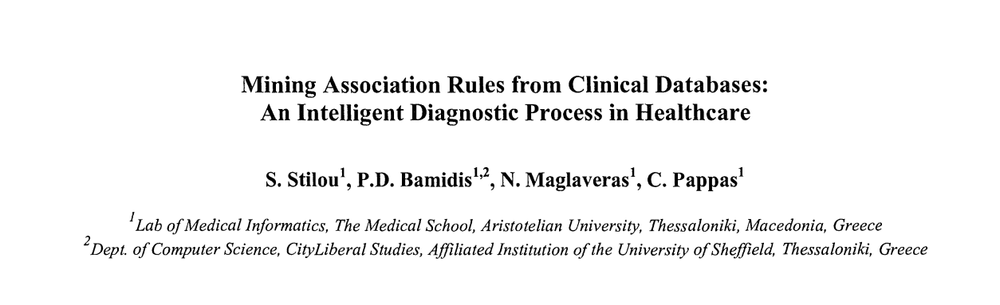 Mining Association Rules from Clinical Databases:
An Intelligent Diagnostic Process in Healthcare
S. Stilou1, P.D. Bamidis1,2, N. Maglaveras1, C. Pappas1
1Lab of Medical Informatics, The Medical School, Aristotelian University, Thessaloniki, Macedonia, Greece
2Dept. of Computer Science, CityLiberal Studies, Affiliated Institution of the University of Sheffield, Thessaloniki, Greece